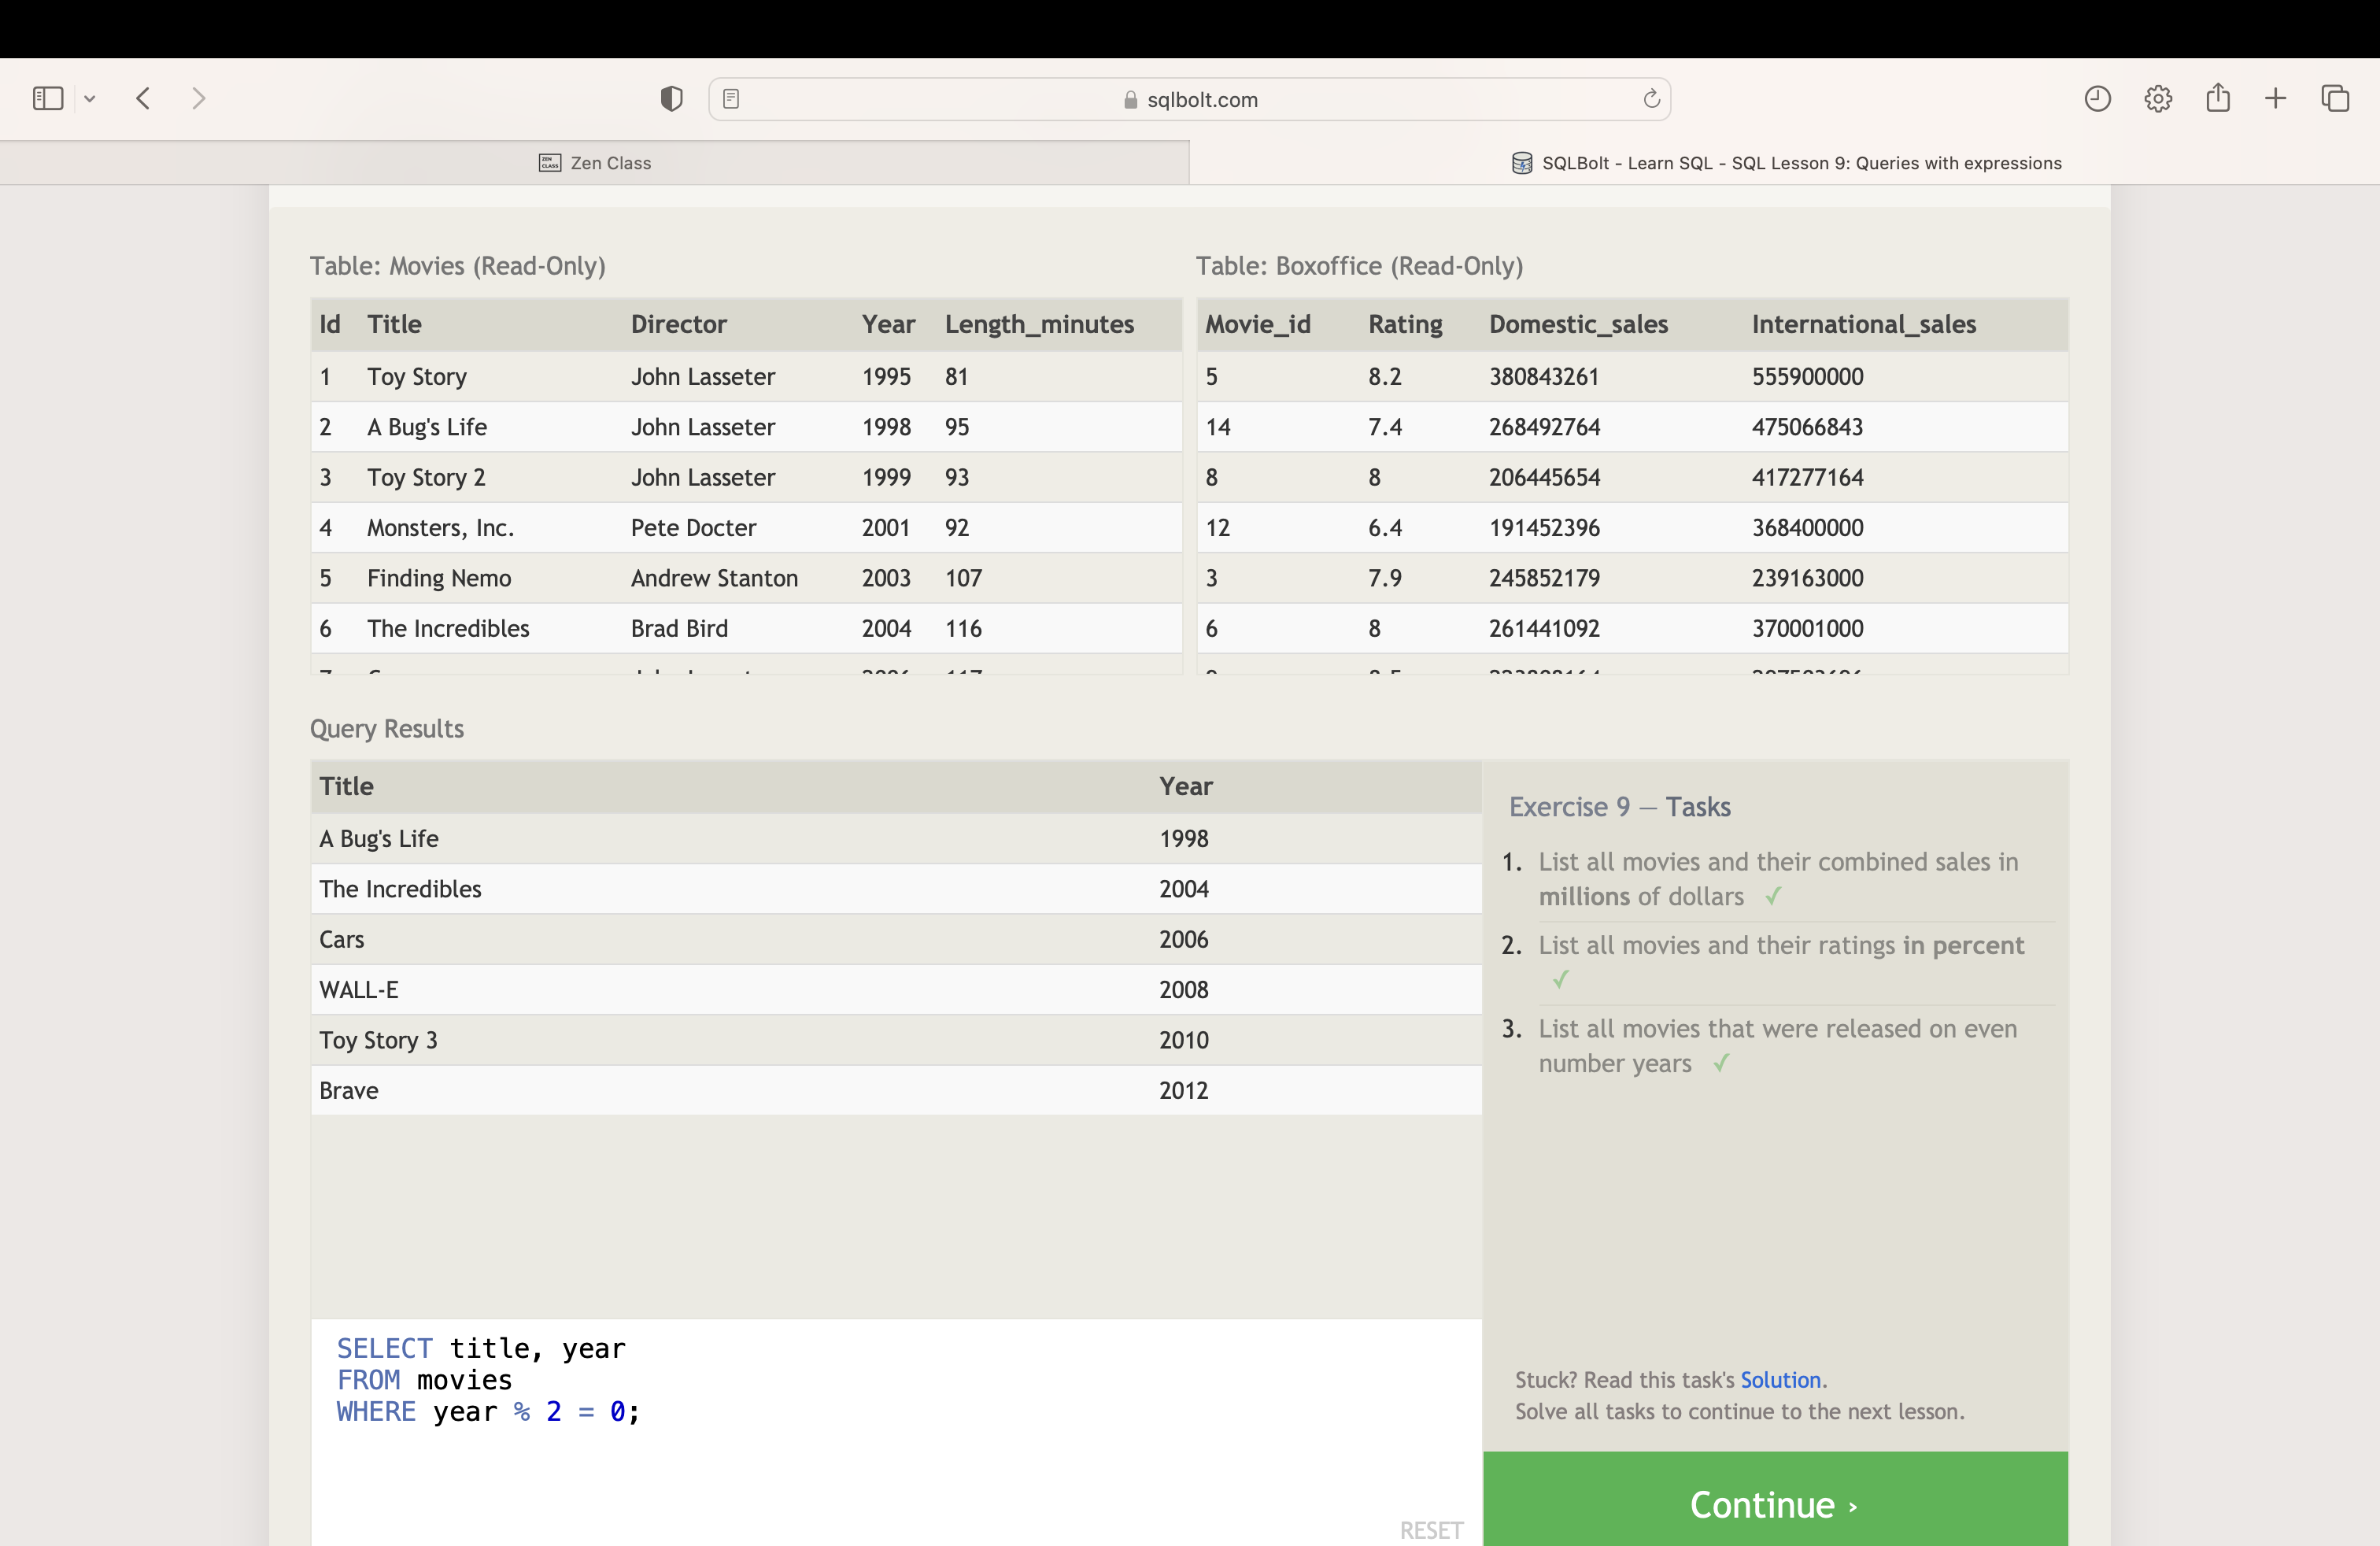 sqlbolt.com
ZEN CLASS Zen Class
SQLBolt - Learn SQL - SQL Lesson 9: Queries with expressions
Table: Movies (Read-Only)
Id Title Director Year Length_minutes
1 Toy Story John Lasseter 1995 81
2 A Bug's Life John Lasseter 1998 95
3 Toy Story 2 John Lasseter 1999 93
4 Monsters, Inc. Pete Docter 2001 92
5 Finding Nemo Andrew Stanton 2003 107
6 The Incredibles Brad Bird 2004 116
Table: Boxoffice (Read-Only)
Movie_id Rating Domestic_sales International_sales
5 8.2 380843261 555900000
14 7.4 268492764 475066843
8 8 206445654 417277164
12 6.4 191452396 368400000
3 7.9 245852179 239163000
6 8 261441092 370001000
Query Results
Title Year
A Bug's Life 1998
The Incredibles 2004
Cars 2006
WALL-E 2008
Toy Story 3 2010
Brave 2012
SELECT title, year
FROM movies
WHERE year % 2 = 0;
RESET
Exercise 9 — Tasks
1. List all movies and their combined sales in
millions of dollars ✓
2. List all movies and their ratings in percent
✓
3. List all movies that were released on even
number years ✓
Stuck? Read this task's Solution.
Solve all tasks to continue to the next lesson.
Continue ›